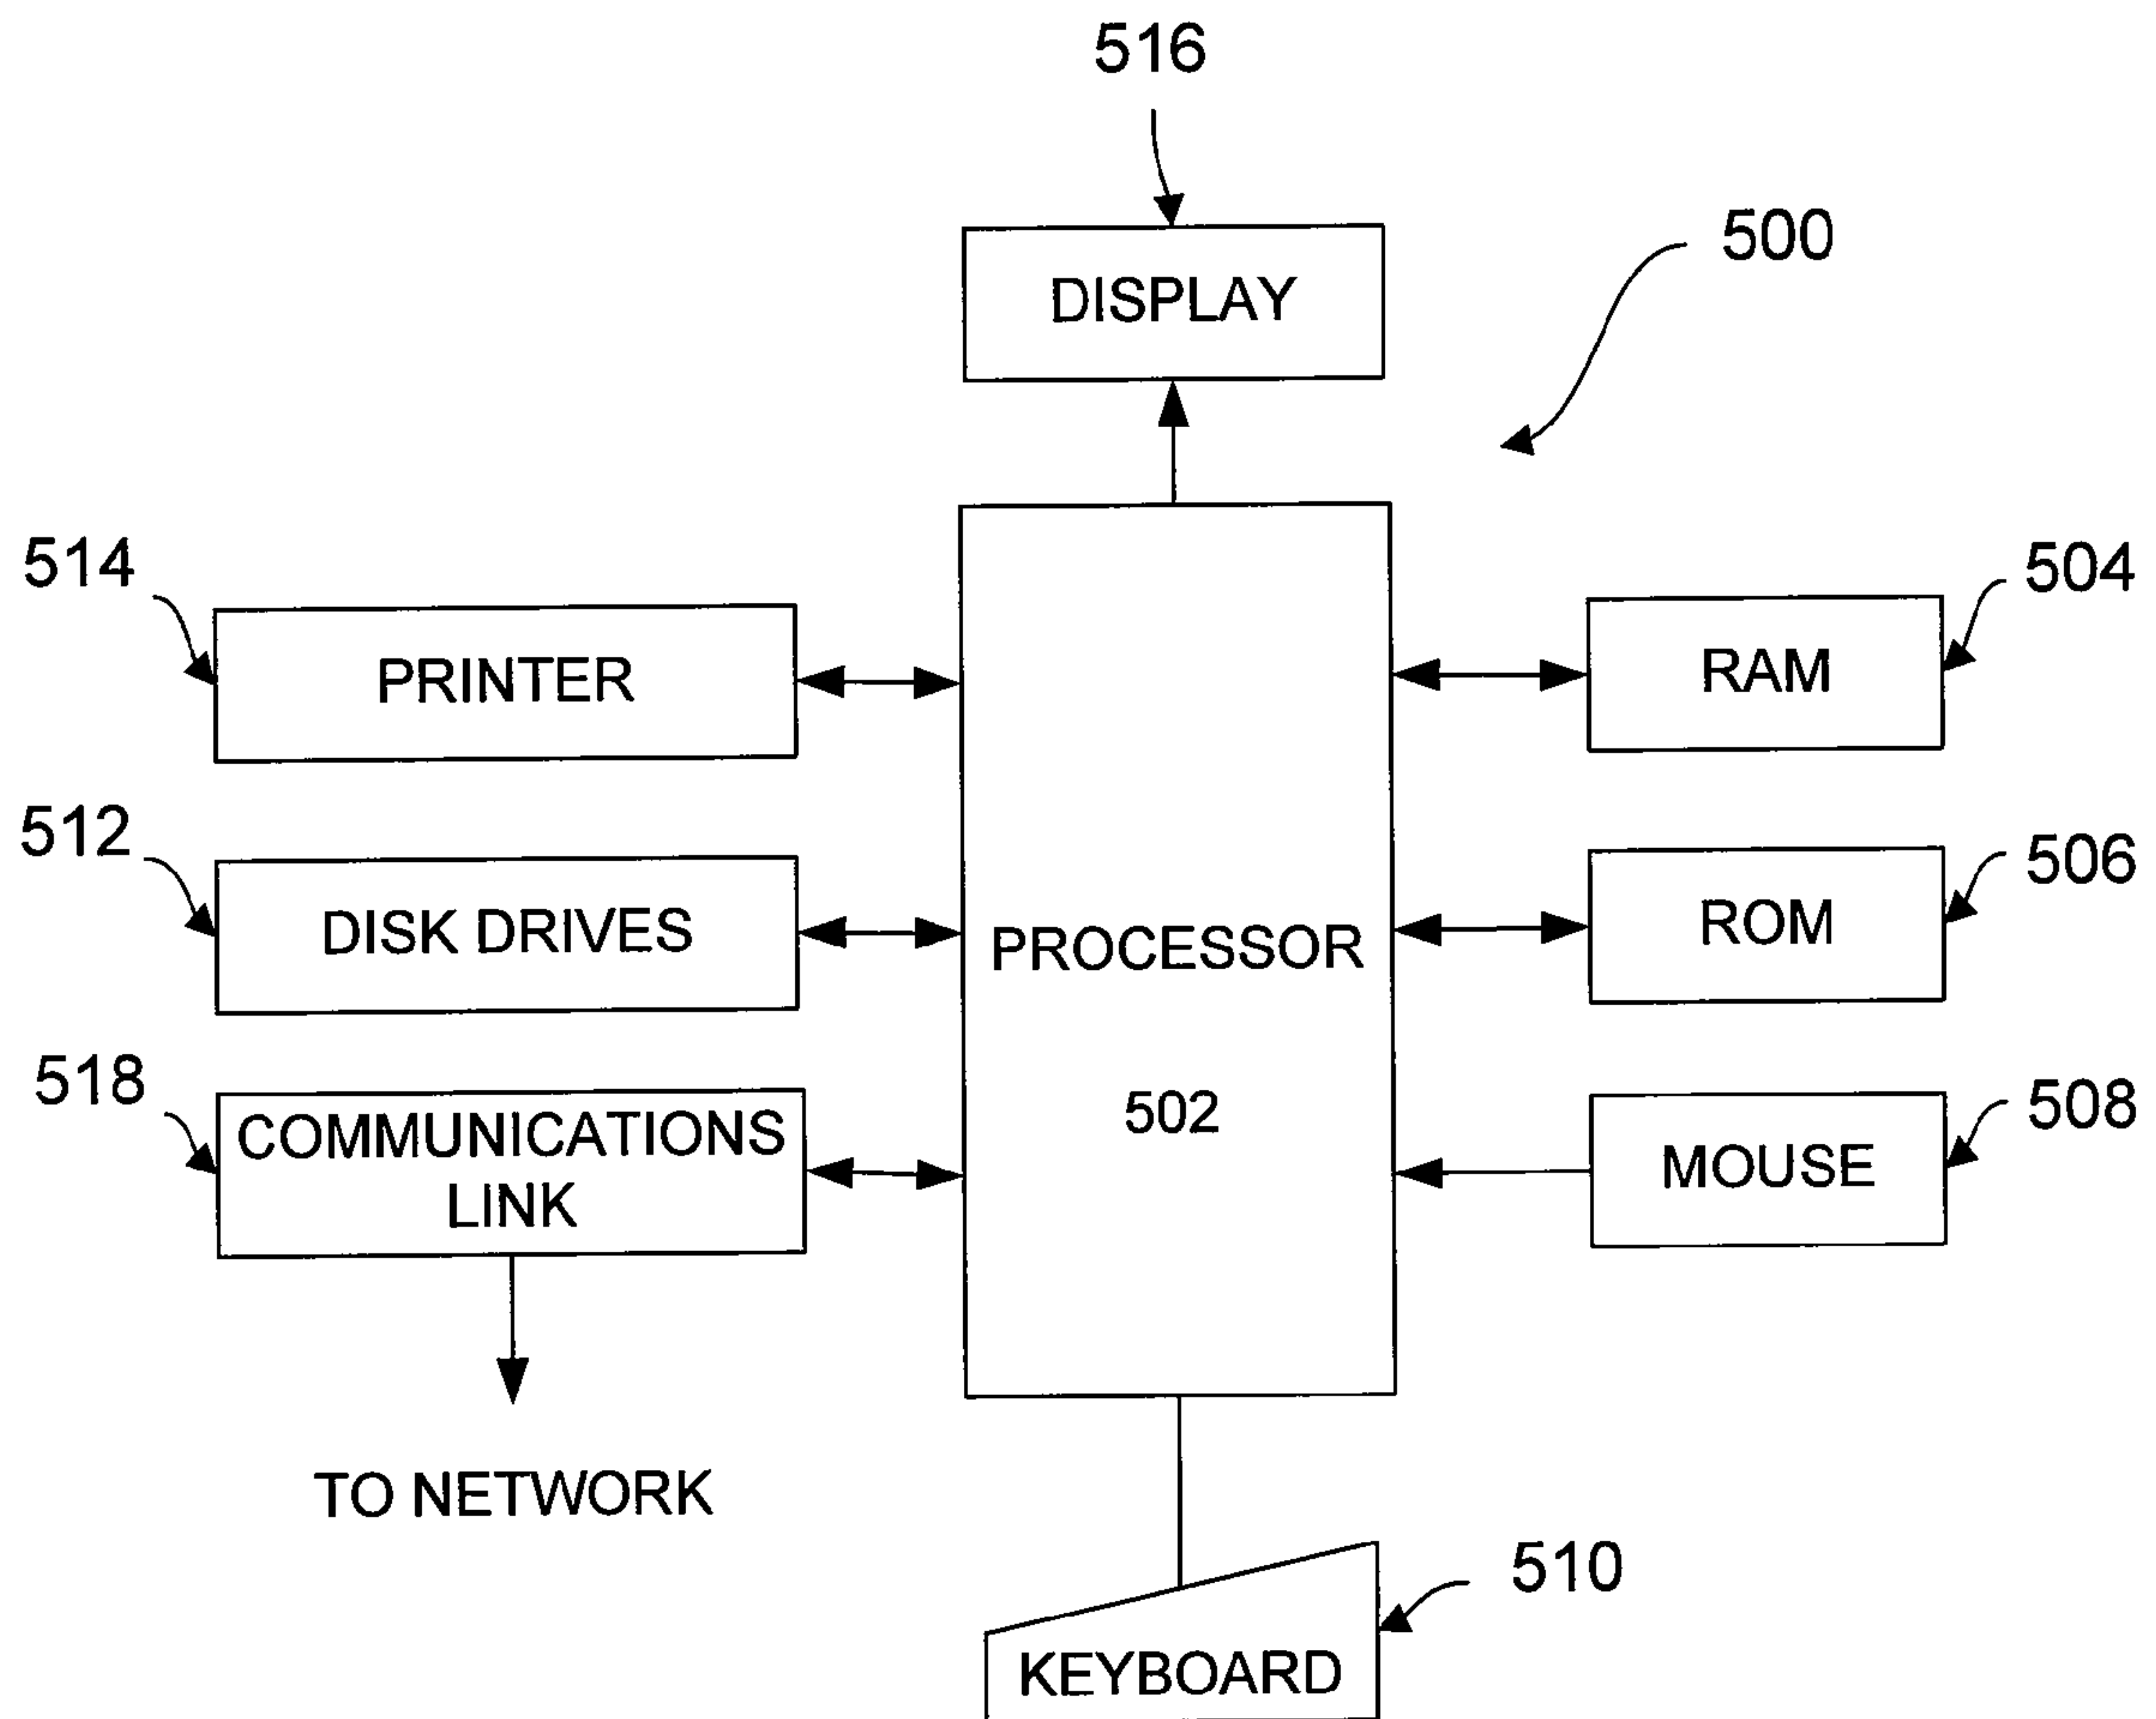 516
500
DISPLAY
514
504
PRINTER
RAM
512
506
DISK DRIVES
PROCESSOR
ROM
518
508
COMMUNICATIONS
LINK
502
MOUSE
TO NETWORK
510
KEYBOARD